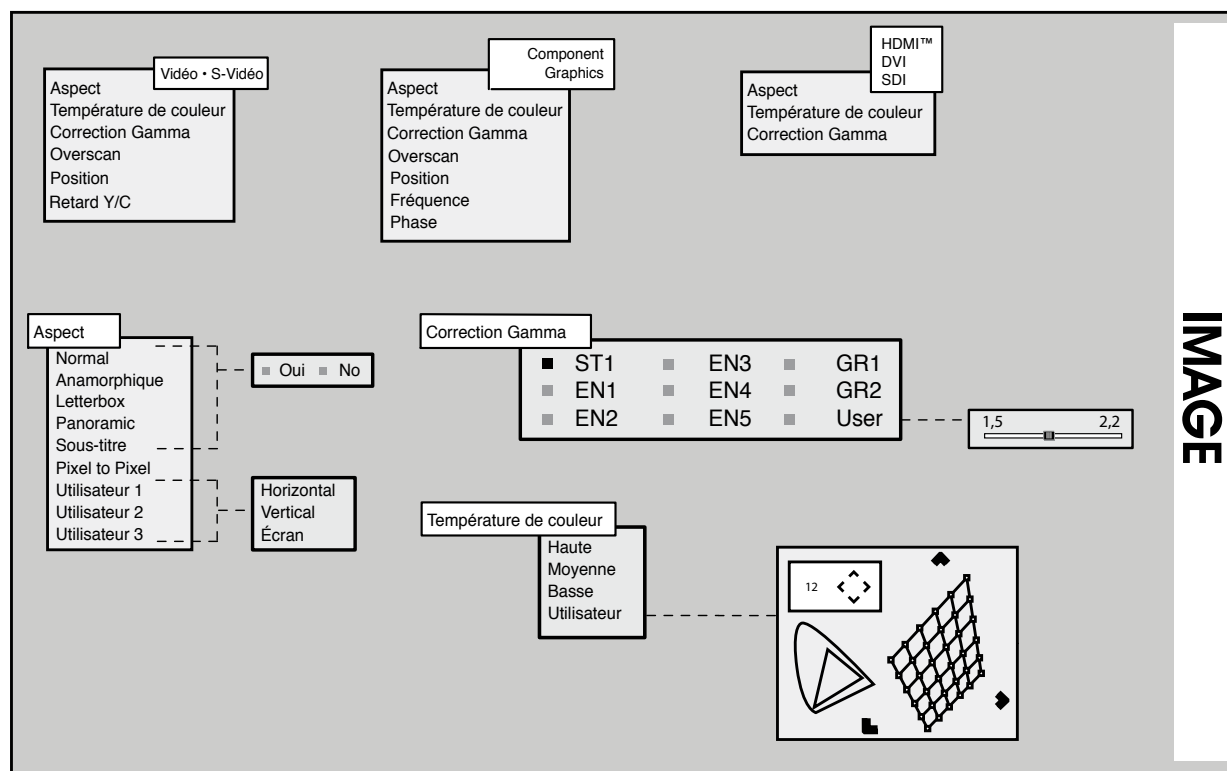 Vidéo • S-Vidéo
Aspect
Température de couleur
Correction Gamma
Overscan
Position
Retard Y/C
Component
Graphics
Aspect
Température de couleur
Correction Gamma
Overscan
Position
Fréquence
Phase
HDMI™
DVI
SDI
Aspect
Température de couleur
Correction Gamma
IMAGE
Aspect
Normal
Anamorphique
Letterbox
Panoramic
Sous-titre
Pixel to Pixel
Utilisateur 1
Utilisateur 2
Utilisateur 3
Oui No
Horizontal
Vertical
Écran
Correction Gamma
ST1 EN3 GR1
EN1 EN4 GR2
EN2 EN5 User
1,5 2,2
Température de couleur
Haute
Moyenne
Basse
Utilisateur
12